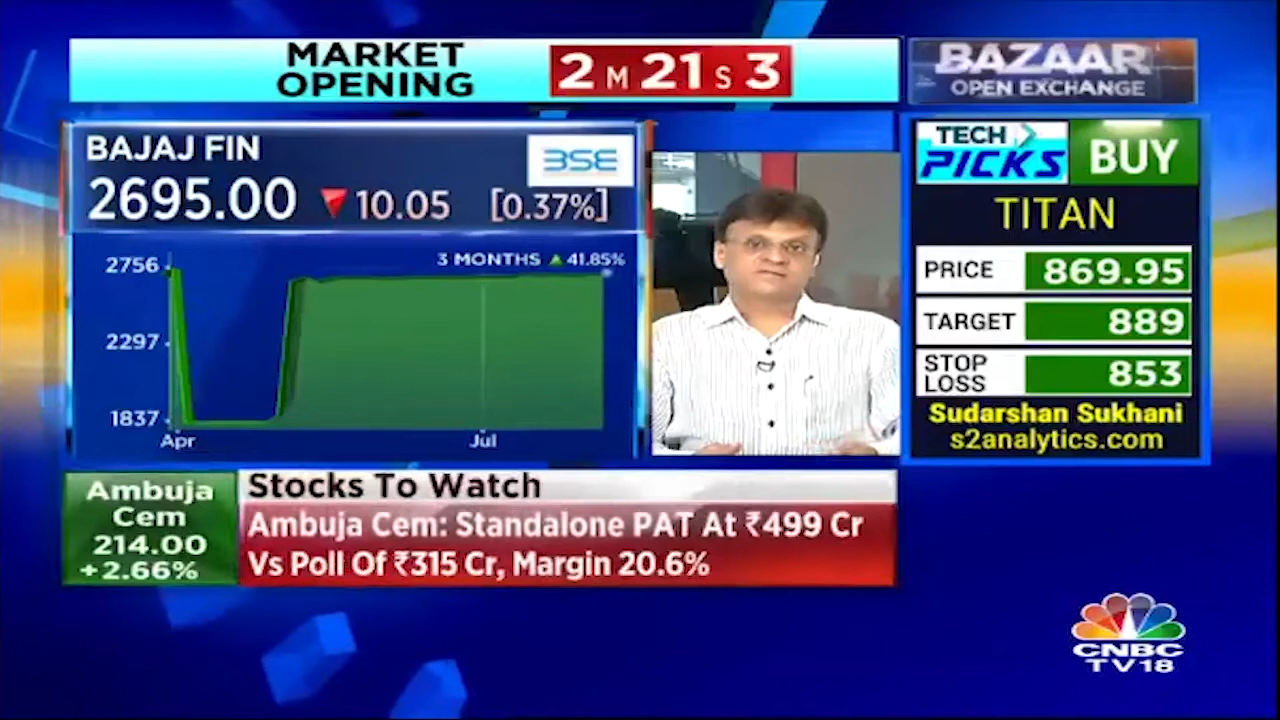 MARKET
OPENING
2 M 21 S 3
BAZAAR
OPEN EXCHANGE
BAJAJ FIN
BSE
2695.00 ▼ 10.05 [0.37%]
3 MONTHS ▲ 41.85%
2756
2297
1837
Apr Jul
TECH
PICKS
BUY
TITAN
PRICE 869.95
TARGET 889
STOP
LOSS 853
Sudarshan Sukhani
s2analytics.com
Ambuja
Cem
214.00
+2.66%
Stocks To Watch
Ambuja Cem: Standalone PAT At ₹499 Cr
Vs Poll Of ₹315 Cr, Margin 20.6%
CNBC
TV18